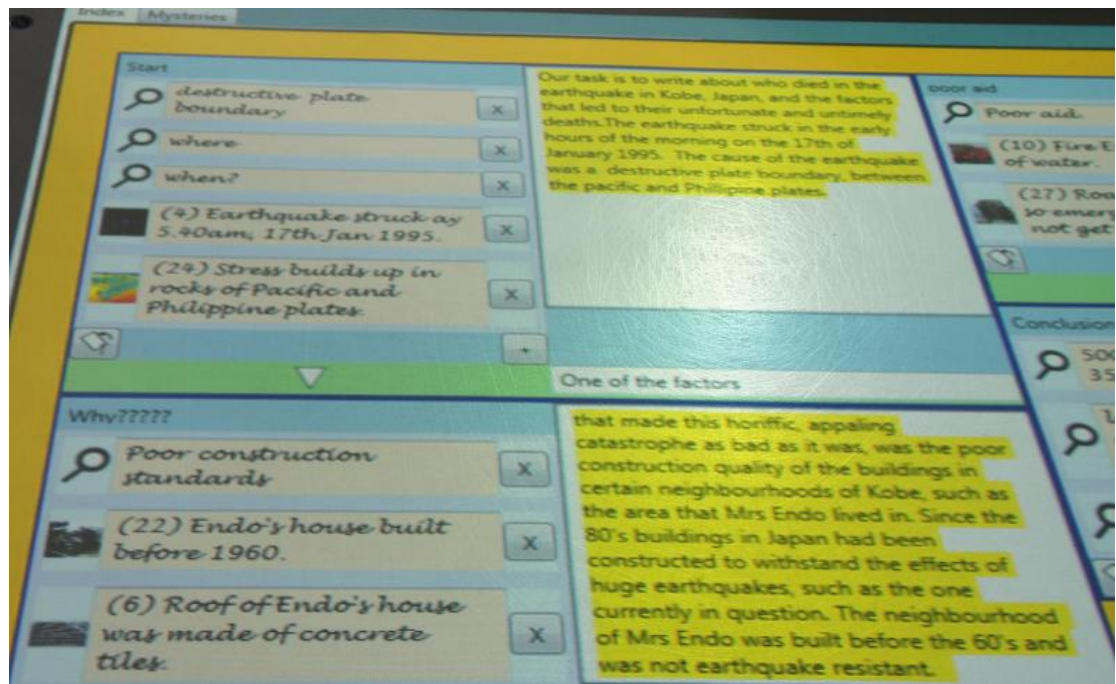 Index Mysteries
Start
destructive plate
boundary
X
where
X
when?
X
(4) Earthquake struck ay
5.40am, 17th Jan 1995.
X
(24) Stress builds up in
rocks of Pacific and
Philippine plates.
X
+
Our task is to write about who died in the
earthquake in Kobe, Japan, and the factors
that led to their unfortunate and untimely
deaths.The earthquake struck in the early
hours of the morning on the 17th of
January 1995. The cause of the earthquake
was a destructive plate boundary, between
the pacific and Phillipine plates.
One of the factors
Why?????
Poor construction
standards
X
(22) Endo's house built
before 1960.
X
(6) Roof of Endo's house
was made of concrete
tiles.
X
that made this horiffic, appaling
catastrophe as bad as it was, was the poor
construction quality of the buildings in
certain neighbourhoods of Kobe, such as
the area that Mrs Endo lived in. Since the
80's buildings in Japan had been
constructed to withstand the effects of
huge earthquakes, such as the one
currently in question. The neighbourhood
of Mrs Endo was built before the 60's and
was not earthquake resistant.
poor aid
Poor aid.
(10) Fire E
of water.
(27) Roa
so emer
not get
Conclusion
500
35